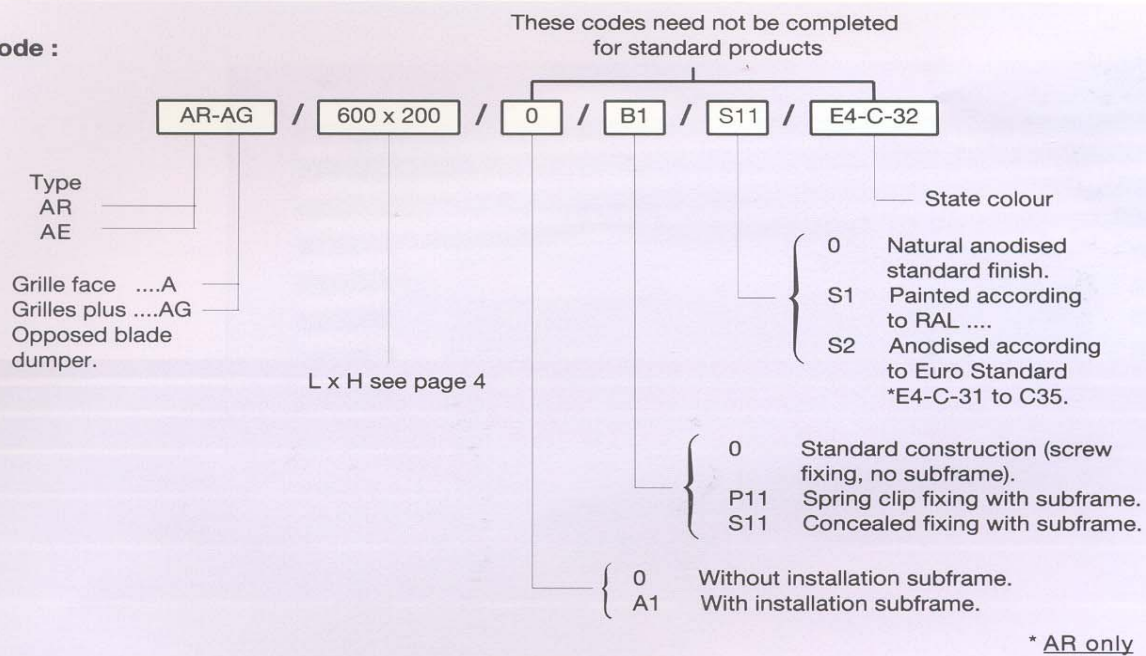 These codes need not be completed
for standard products
ode :
AR-AG / 600 x 200 / 0 / B1 / S11 / E4-C-32
Type
AR
AE
Grille face ....A
Grilles plus ....AG
Opposed blade
dumper.
L x H see page 4
State colour
0 Natural anodised
standard finish.
S1 Painted according
to RAL ....
S2 Anodised according
to Euro Standard
*E4-C-31 to C35.
0 Standard construction (screw
fixing, no subframe).
P11 Spring clip fixing with subframe.
S11 Concealed fixing with subframe.
0 Without installation subframe.
A1 With installation subframe.
* AR only